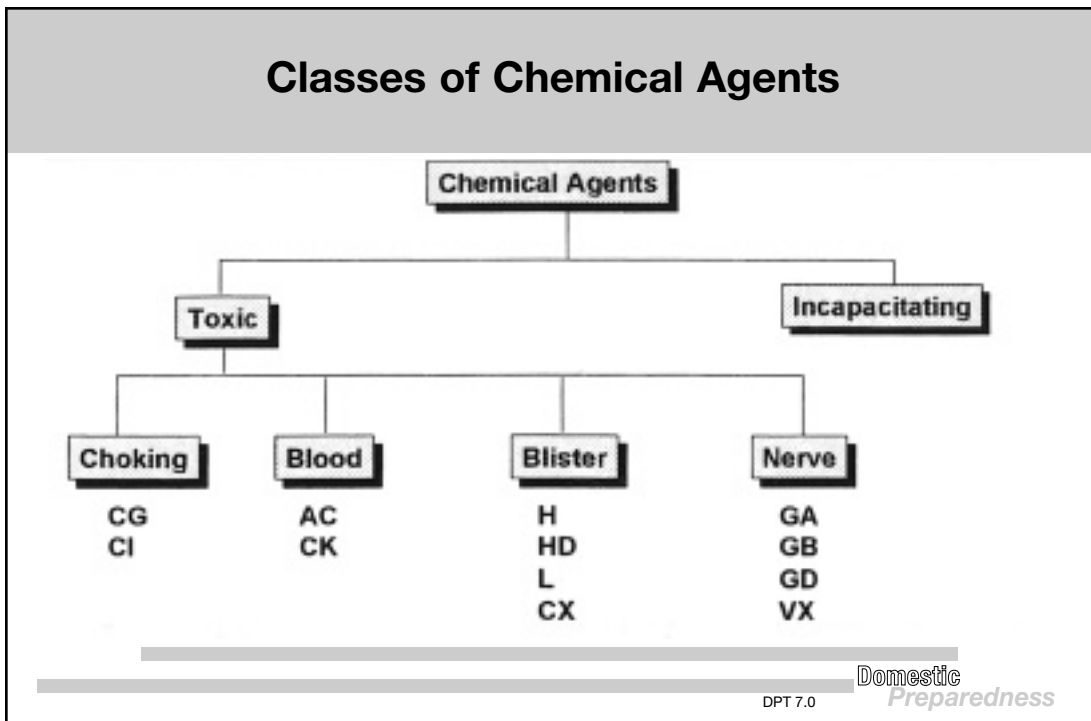 Classes of Chemical Agents
Chemical Agents
Toxic
Incapacitating
Choking
Blood
Blister
Nerve
CG
CI
AC
CK
H
HD
L
CX
GA
GB
GD
VX
Domestic
Preparedness
DPT 7.0